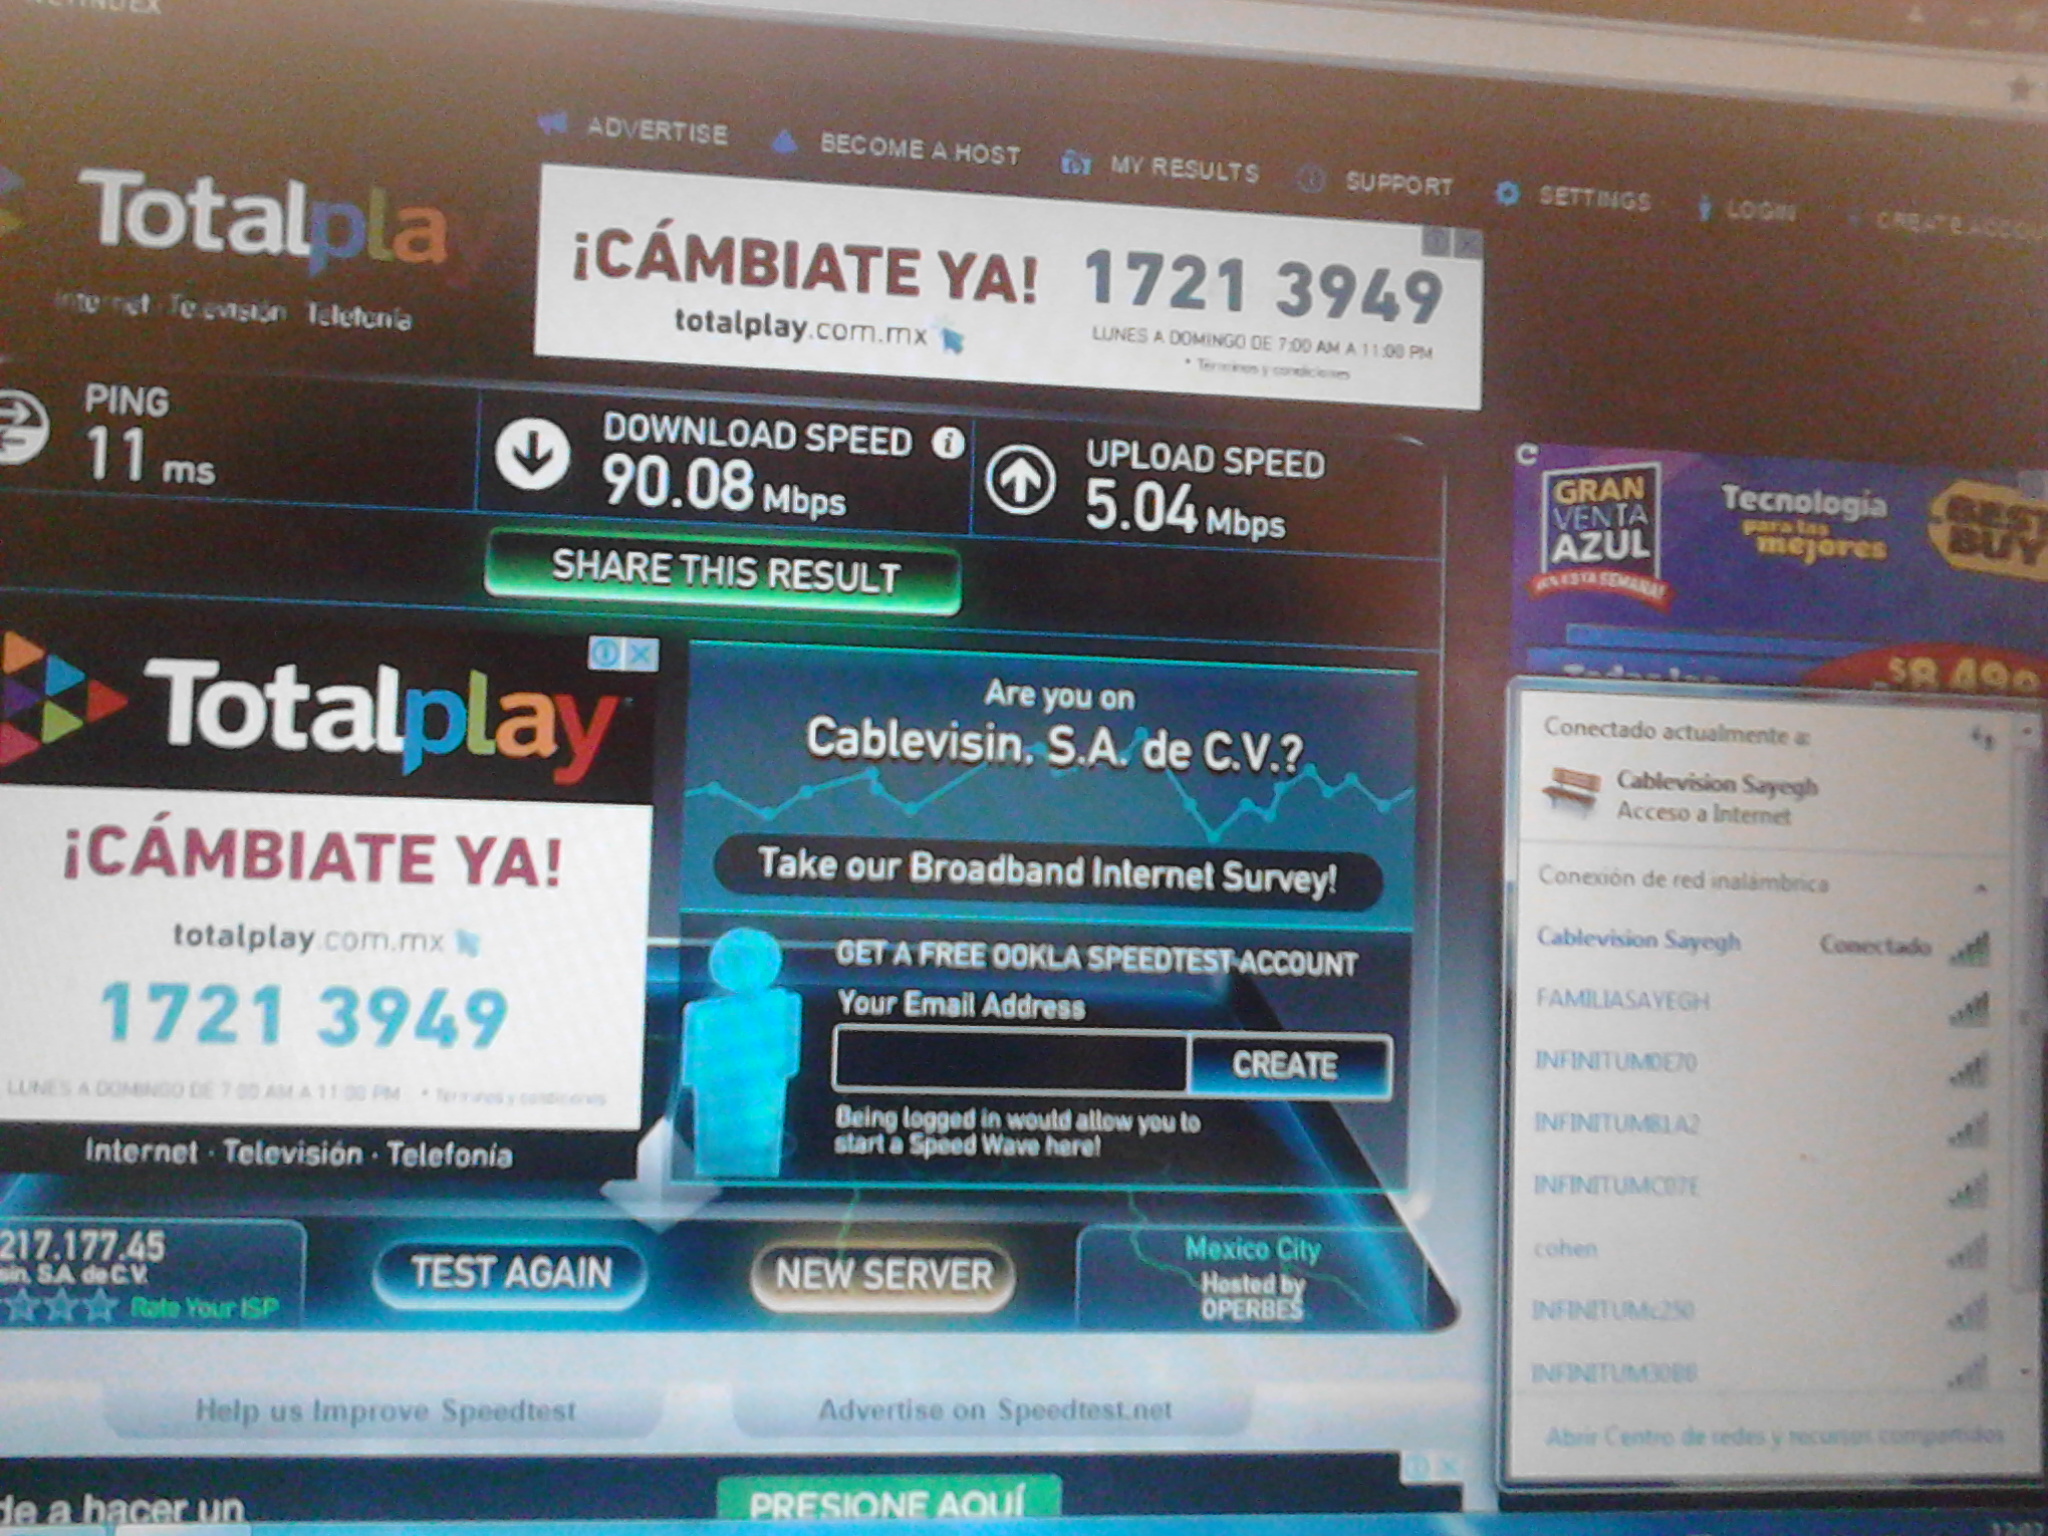 ADVERTISE
BECOME A HOST
MY RESULTS
SUPPORT
SETTINGS
LOGIN
CREATE
Totalpla
Internet Televisión Telefonía
¡CÁMBIATE YA!
totalplay.com.mx
1721 3949
LUNES A DOMINGO DE 7:00 AM A 11:00 PM
* Términos y condiciones
PING
11 ms
DOWNLOAD SPEED
90.08 Mbps
UPLOAD SPEED
5.04 Mbps
SHARE THIS RESULT
GRAN
VENTA
AZUL
¡EN ESTA SEMANA!
Tecnología
para las
mejores
BEST
BUY
$8,490
Totalplay
¡CÁMBIATE YA!
totalplay.com.mx
1721 3949
LUNES A DOMINGO DE 7:00 AM A 11:00 PM * Términos y condiciones
Internet · Televisión · Telefonía
Are you on
Cablevisin, S.A. de C.V.?
Take our Broadband Internet Survey!
GET A FREE OOKLA SPEEDTEST ACCOUNT
Your Email Address
CREATE
Being logged in would allow you to
start a Speed Wave here!
Conectado actualmente a:
Cablevision Sayegh
Acceso a Internet
Conexión de red inalámbrica
Cablevision Sayegh Conectado
FAMILIASAYEGH
INFINITUM0E70
INFINITUM81A2
INFINITUMC07E
cohen
INFINITUMc250
INFINITUM30B8
Abrir Centro de redes y recursos compartidos
217.177.45
sin, S.A. de C.V.
Rate Your ISP
TEST AGAIN
NEW SERVER
Mexico City
Hosted by
OPERBES
Help us Improve Speedtest
Advertise on Speedtest.net
de a hacer un
PRESIONE AQUÍ